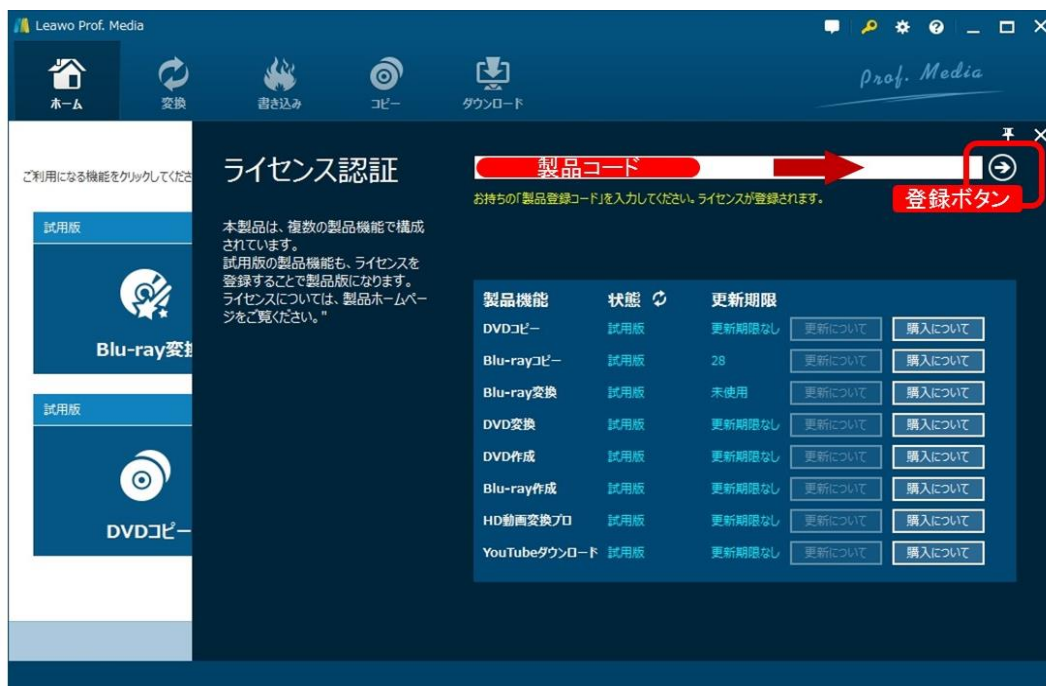 Leawo Prof. Media
ホーム
変換
書き込み
コピー
ダウンロード
Prof. Media
ご利用になる機能をクリックしてくださ
試用版
Blu-ray変換
試用版
DVDコピー
ライセンス認証
本製品は、複数の製品機能で構成
されています。
試用版の製品機能も、ライセンスを
登録することで製品版になります。
ライセンスについては、製品ホームペー
ジをご覧ください。"
製品コード
登録ボタン
お持ちの「製品登録コード」を入力してください。ライセンスが登録されます。
製品機能 状態 更新期限
DVDコピー 試用版 更新期限なし 更新について 購入について
Blu-rayコピー 試用版 28 更新について 購入について
Blu-ray変換 試用版 未使用 更新について 購入について
DVD変換 試用版 更新期限なし 更新について 購入について
DVD作成 試用版 更新期限なし 更新について 購入について
Blu-ray作成 試用版 更新期限なし 更新について 購入について
HD動画変換プロ 試用版 更新期限なし 更新について 購入について
YouTubeダウンロード 試用版 更新期限なし 更新について 購入について